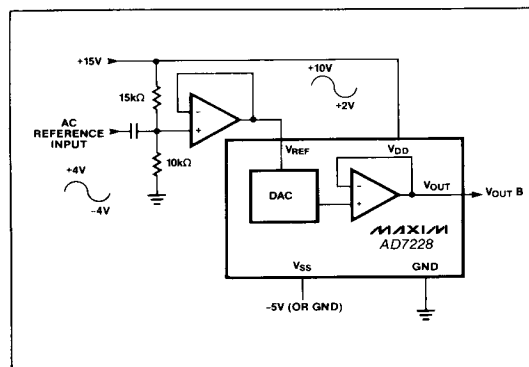 +15V
+10V
+2V
15kΩ
AC
REFERENCE
INPUT
−
+
10kΩ
+4V
−4V
VREF
VDD
DAC
−
+
VOUT
VOUT B
MAXIM
AD7228
VSS
GND
−5V (OR GND)